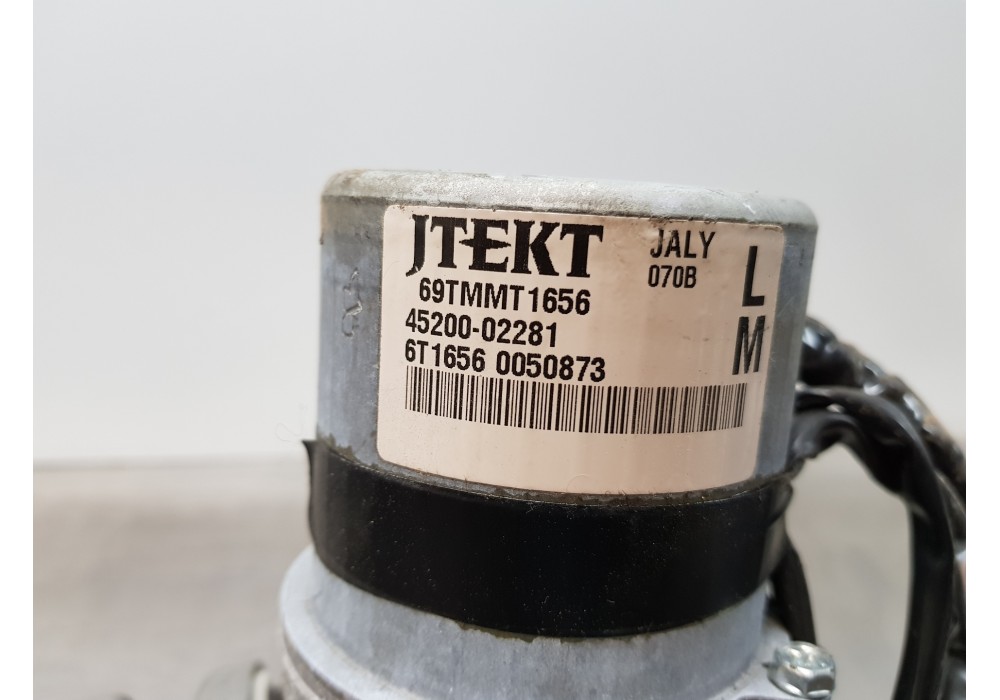 JTEKT
JALY
070B
L
M
69TMMT1656
45200-02281
6T1656 0050873